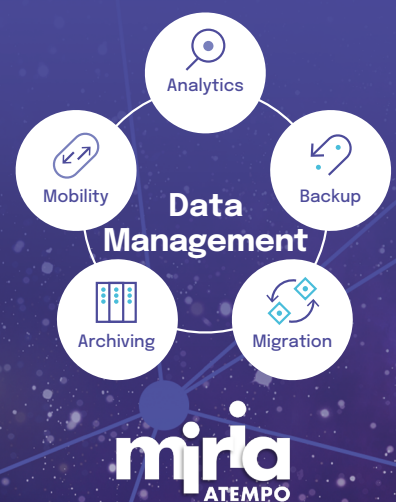 Analytics
Mobility
Backup
Data
Management
Archiving
Migration
miria
ATEMPO